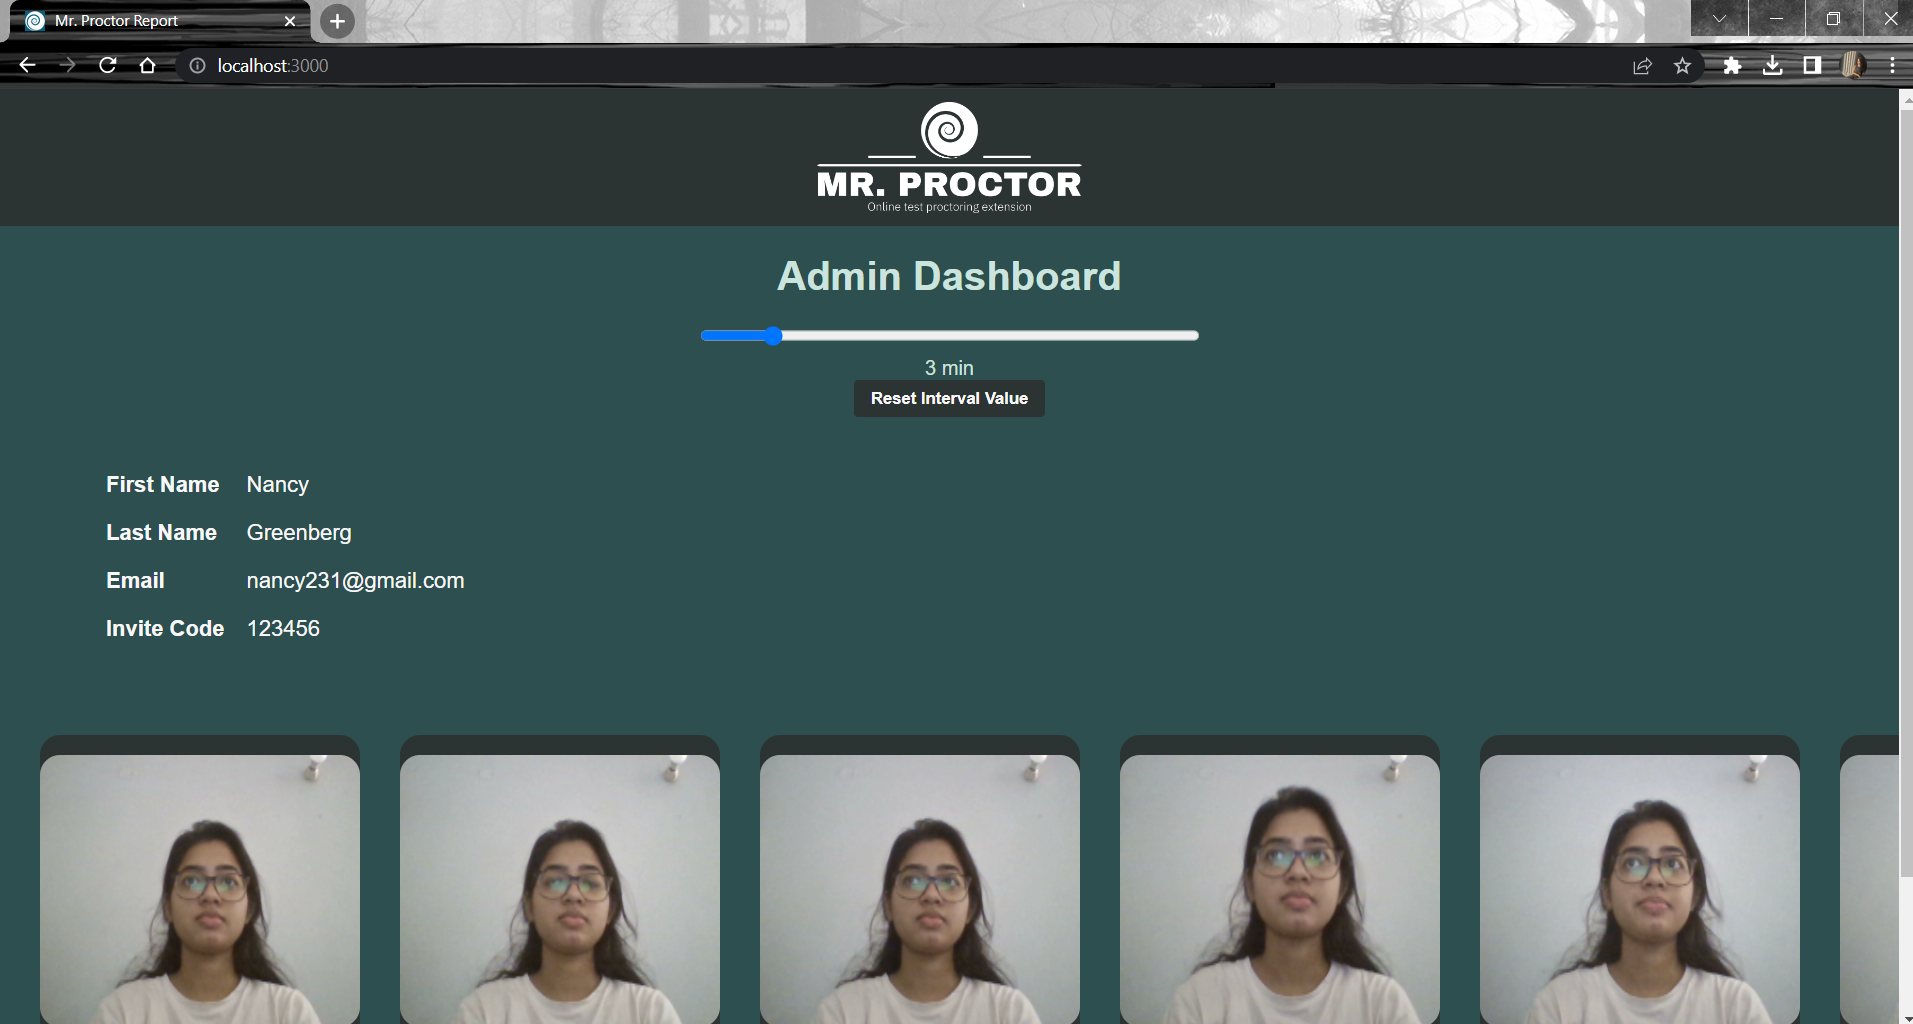 Mr. Proctor Report
localhost:3000
MR. PROCTOR
Online test proctoring extension
Admin Dashboard
3 min
Reset Interval Value
First Name Nancy
Last Name Greenberg
Email nancy231@gmail.com
Invite Code 123456